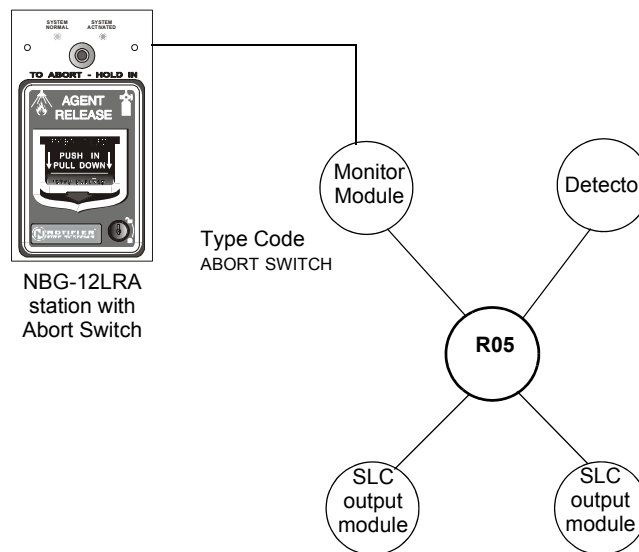 SYSTEM NORMAL
SYSTEM ACTIVATED
TO ABORT - HOLD IN
AGENT
RELEASE
PUSH IN
PULL DOWN
NOTIFIER
NBG-12LRA
station with
Abort Switch
Type Code
ABORT SWITCH
Monitor
Module
Detecto
R05
SLC
output
module
SLC
output
module